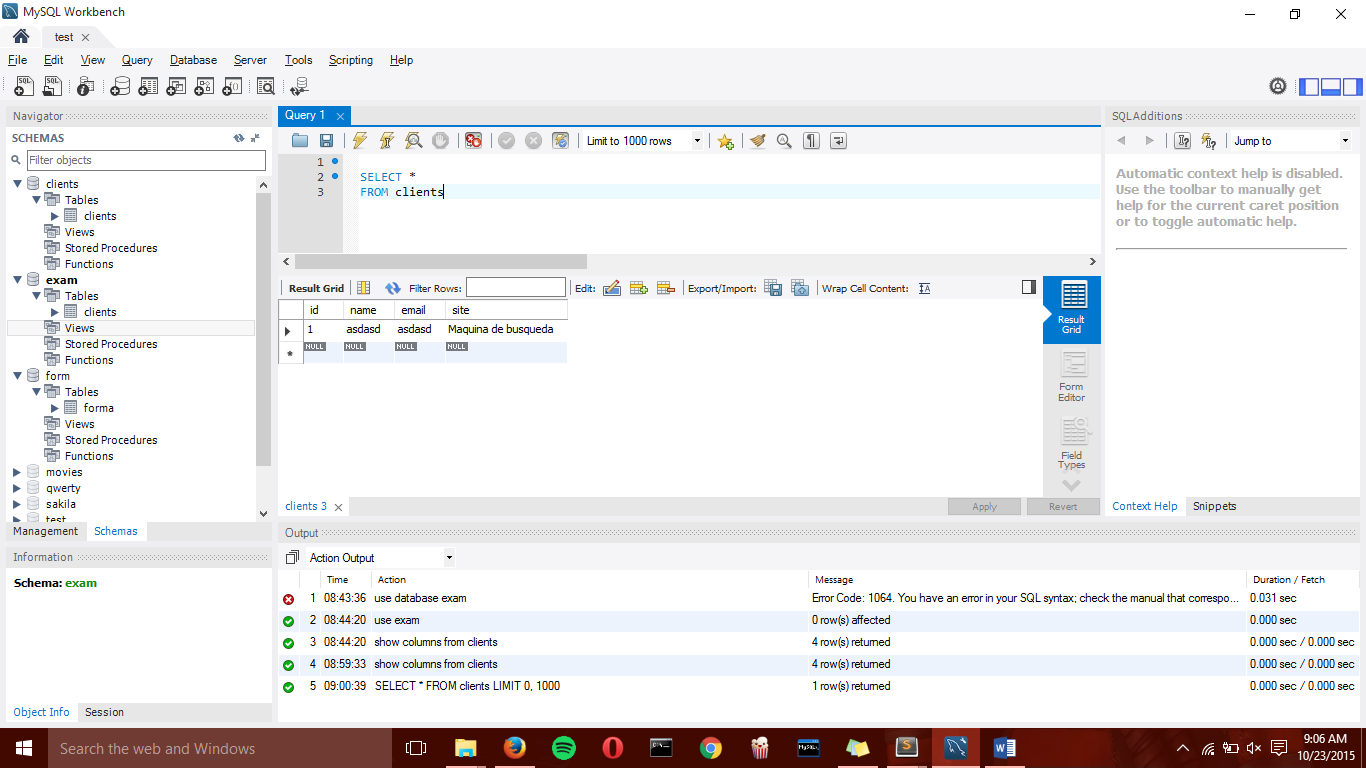 MySQL Workbench
test
File Edit View Query Database Server Tools Scripting Help
Navigator
SCHEMAS
Filter objects
clients
Tables
clients
Views
Stored Procedures
Functions
exam
Tables
clients
Views
Stored Procedures
Functions
form
Tables
forma
Views
Stored Procedures
Functions
movies
qwerty
sakila
test
Management Schemas
Information
Schema: exam
Object Info Session
Query 1
Limit to 1000 rows
1
2 SELECT *
3 FROM clients
Result Grid Filter Rows: Edit: Export/Import: Wrap Cell Content:
id name email site
1 asdasd asdasd Maquina de busqueda
NULL NULL NULL NULL
Result Grid
Form Editor
Field Types
clients 3
Apply Revert
SQLAdditions
Jump to
Automatic context help is disabled.
Use the toolbar to manually get
help for the current caret position
or to toggle automatic help.
Context Help Snippets
Output
Action Output
Time Action Message Duration / Fetch
1 08:43:36 use database exam Error Code: 1064. You have an error in your SQL syntax; check the manual that correspo... 0.031 sec
2 08:44:20 use exam 0 row(s) affected 0.000 sec
3 08:44:20 show columns from clients 4 row(s) returned 0.000 sec / 0.000 sec
4 08:59:33 show columns from clients 4 row(s) returned 0.000 sec / 0.000 sec
5 09:00:39 SELECT * FROM clients LIMIT 0, 1000 1 row(s) returned 0.000 sec / 0.000 sec
Search the web and Windows
9:06 AM
10/23/2015